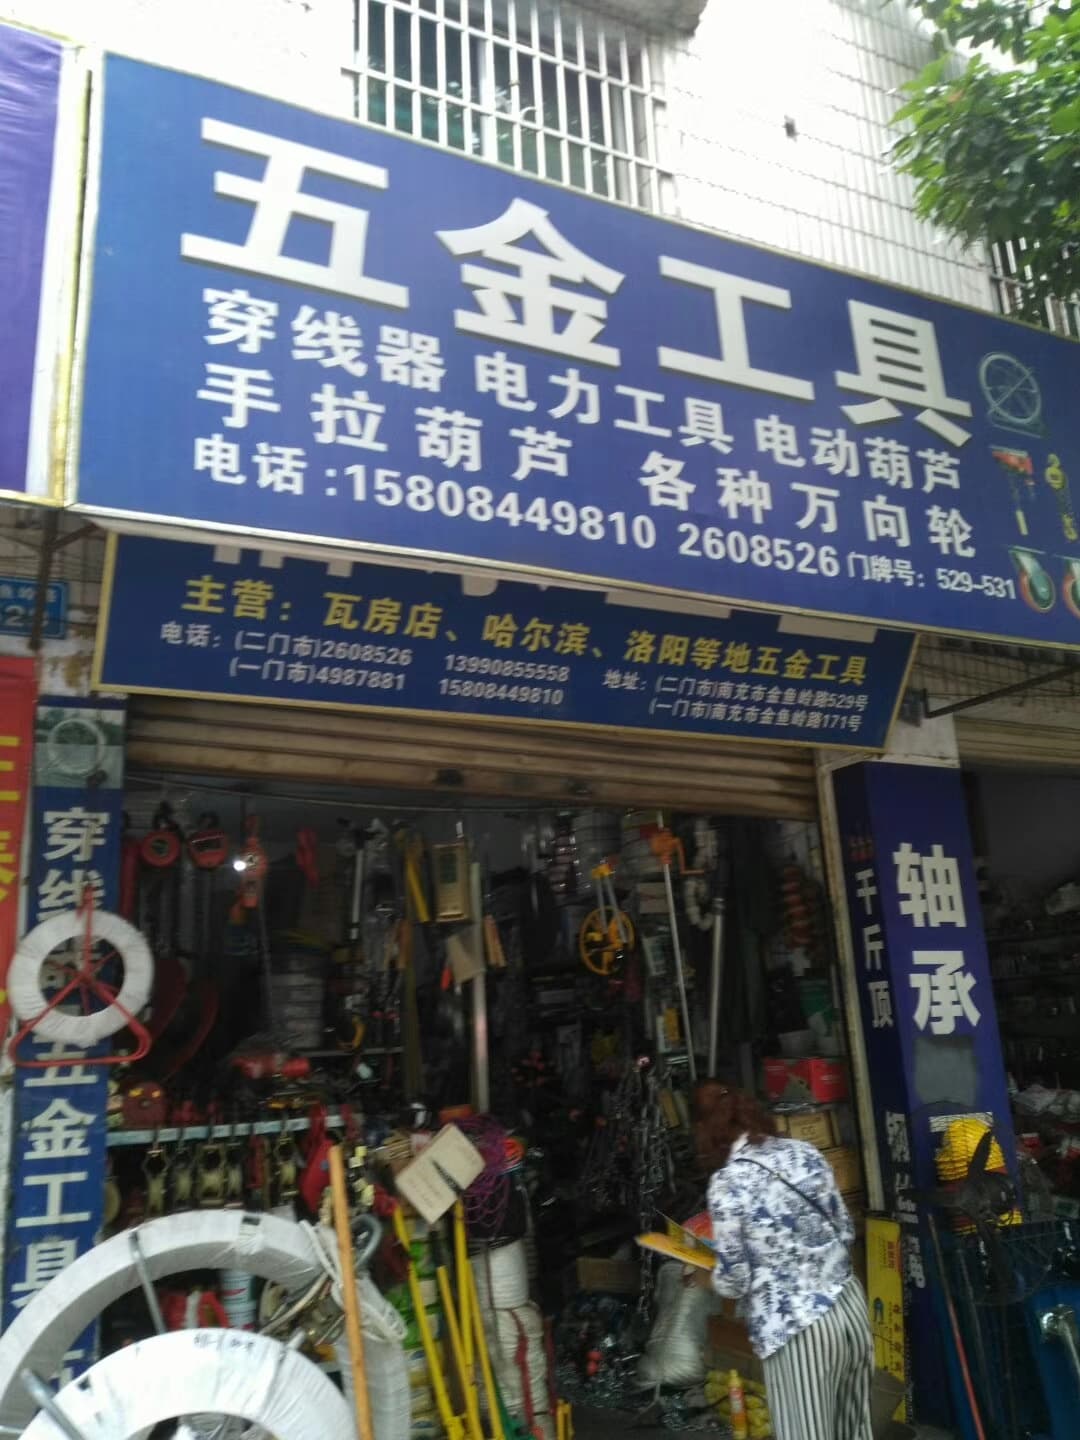 五金工具
穿线器 电力工具 电动葫芦
手拉葫芦 各种万向轮
电话:15808449810 2608526 门牌号：529-531
主营：瓦房店、哈尔滨、洛阳等地五金工具
电话：(二门市)2608526 13990855558 地址：(二门市)南充市金鱼岭路529号
(一门市)4987881 15808449810 (一门市)南充市金鱼岭路171号
穿线
五金工具
千斤顶
轴承